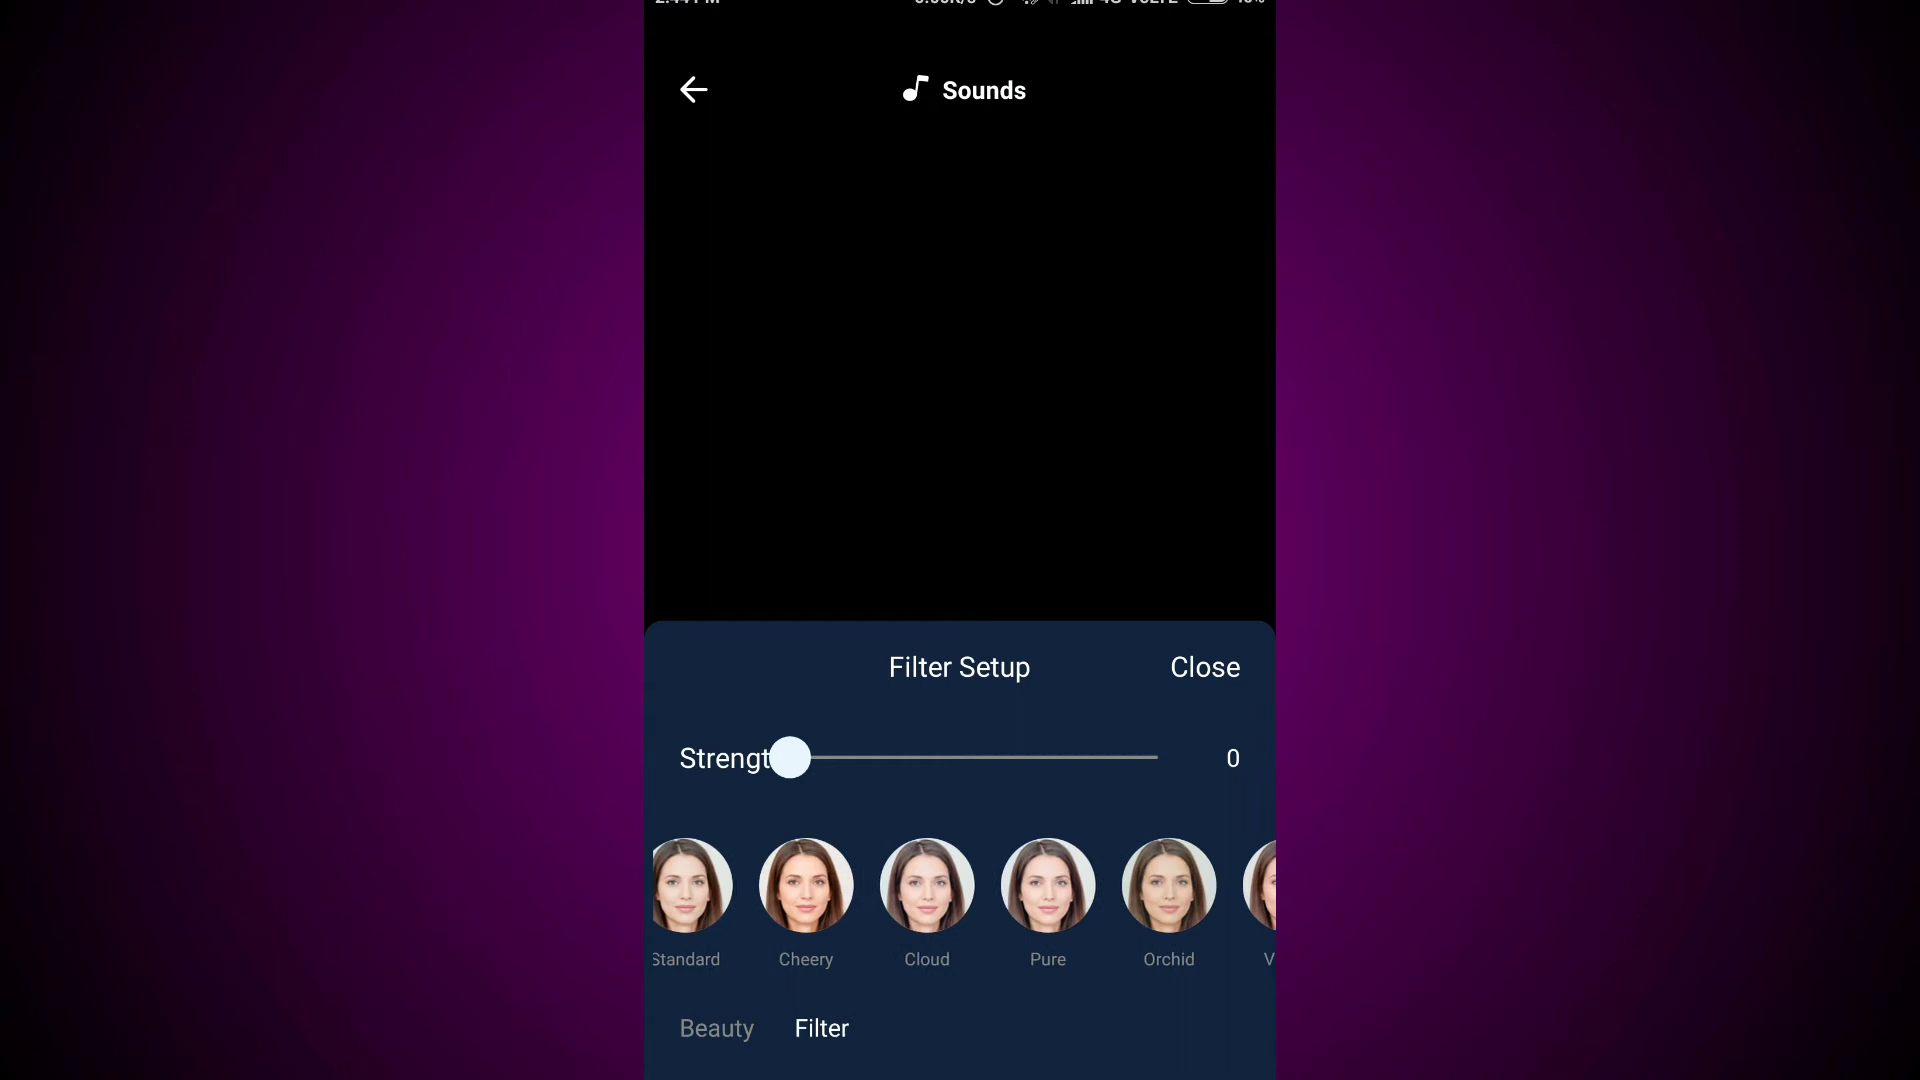 Sounds
Filter Setup
Close
Strengt
0
Standard
Cheery
Cloud
Pure
Orchid
V
Beauty
Filter